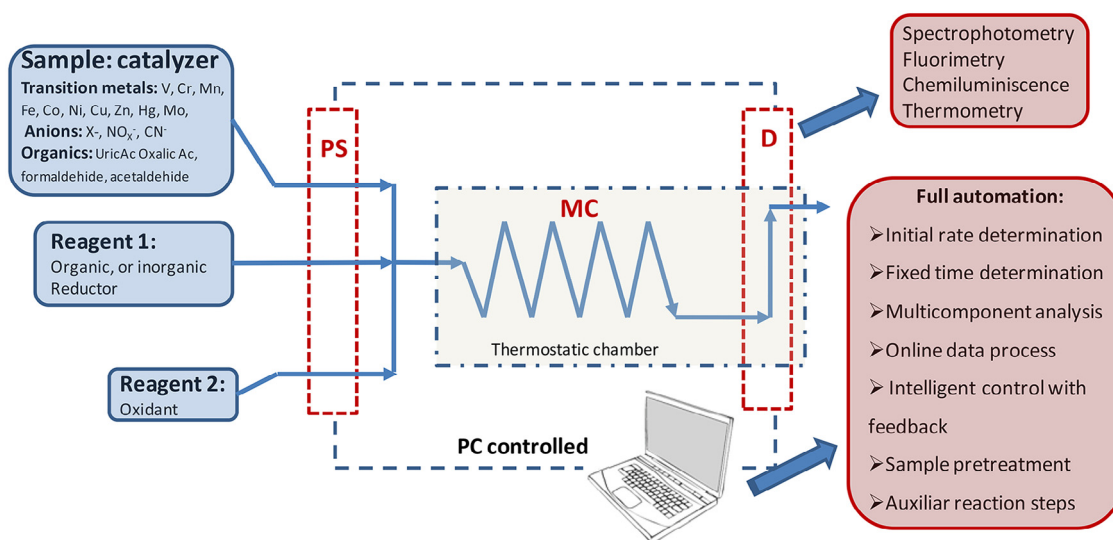 Sample: catalyzer
Transition metals: V, Cr, Mn,
Fe, Co, Ni, Cu, Zn, Hg, Mo,
Anions: X-, NOₓ⁻, CN⁻
Organics: UricAc Oxalic Ac,
formaldehide, acetaldehide
Reagent 1:
Organic, or inorganic
Reductor
Reagent 2:
Oxidant
PS
MC
Thermostatic chamber
D
PC controlled
Spectrophotometry
Fluorimetry
Chemiluminiscence
Thermometry
Full automation:
➢Initial rate determination
➢Fixed time determination
➢Multicomponent analysis
➢Online data process
➢ Intelligent control with
feedback
➢Sample pretreatment
➢Auxiliar reaction steps